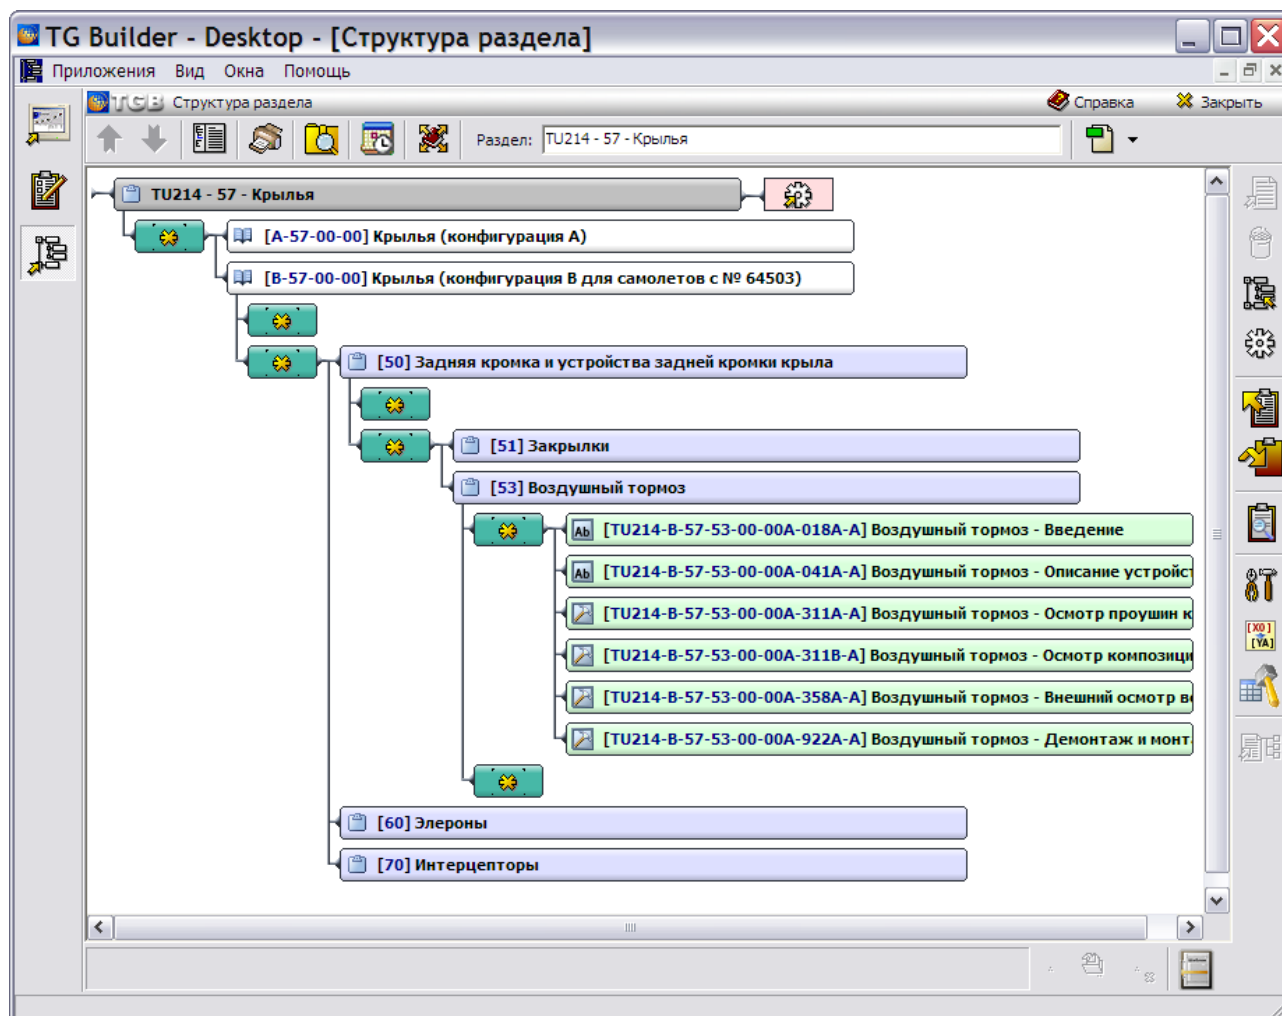 TG Builder - Desktop - [Структура раздела]
Приложения Вид Окна Помощь
TGB Структура раздела Справка Закрыть
Раздел: TU214 - 57 - Крылья
TU214 - 57 - Крылья
[A-57-00-00] Крылья (конфигурация A)
[B-57-00-00] Крылья (конфигурация B для самолетов с № 64503)
[50] Задняя кромка и устройства задней кромки крыла
[51] Закрылки
[53] Воздушный тормоз
Ab [TU214-B-57-53-00-00A-018A-A] Воздушный тормоз - Введение
Ab [TU214-B-57-53-00-00A-041A-A] Воздушный тормоз - Описание устройст
[TU214-B-57-53-00-00A-311A-A] Воздушный тормоз - Осмотр проушин к
[TU214-B-57-53-00-00A-311B-A] Воздушный тормоз - Осмотр композици
[TU214-B-57-53-00-00A-358A-A] Воздушный тормоз - Внешний осмотр в
[TU214-B-57-53-00-00A-922A-A] Воздушный тормоз - Демонтаж и монт
[60] Элероны
[70] Интерцепторы
[X0]
[YA]